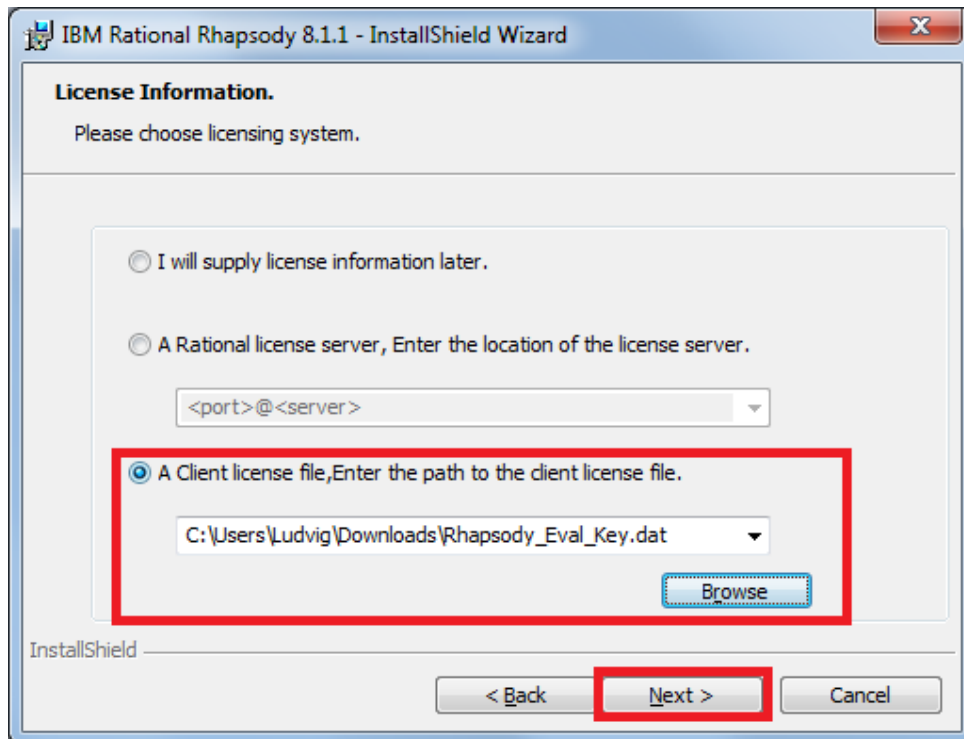 IBM Rational Rhapsody 8.1.1 - InstallShield Wizard
License Information.
Please choose licensing system.
I will supply license information later.
A Rational license server, Enter the location of the license server.
<port>@<server>
A Client license file,Enter the path to the client license file.
C:\Users\Ludvig\Downloads\Rhapsody_Eval_Key.dat
Browse
InstallShield
< Back Next > Cancel